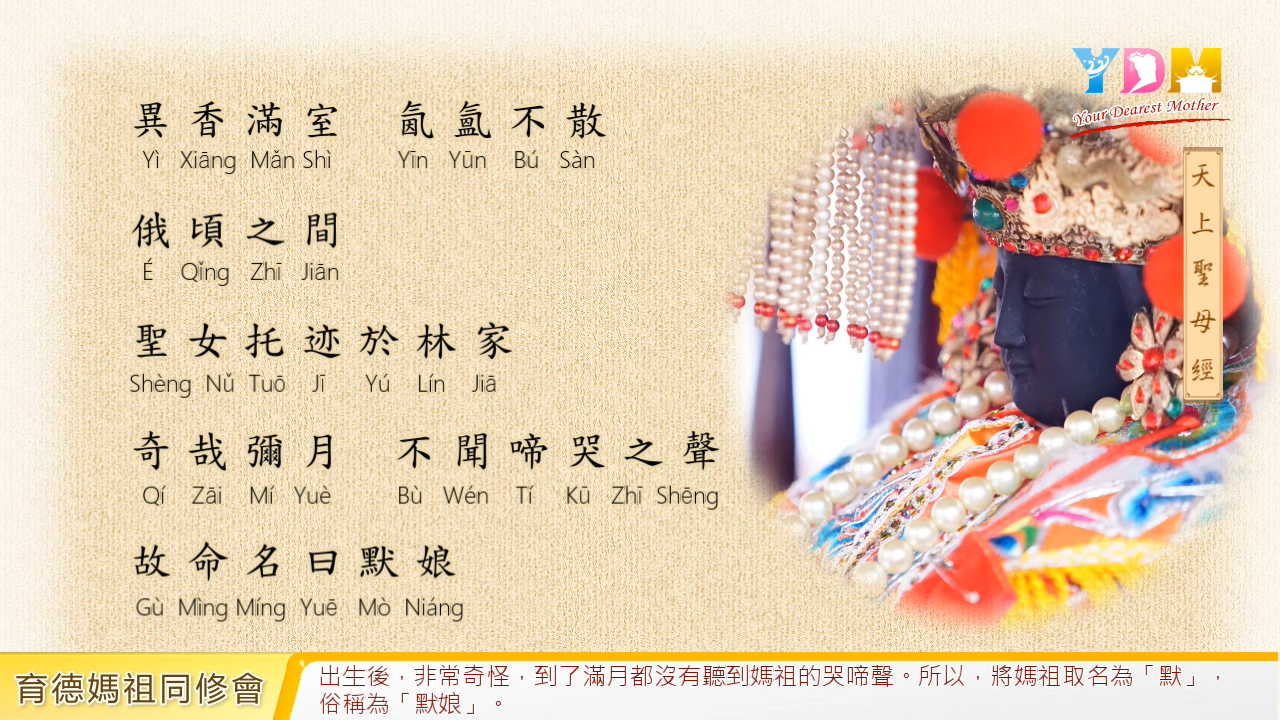 異香滿室 氤氳不散
Yì Xiāng Mǎn Shì Yīn Yūn Bú Sàn
俄頃之間
É Qǐng Zhī Jiān
聖女托迹於林家
Shèng Nǔ Tuō Jī Yú Lín Jiā
奇哉彌月 不聞啼哭之聲
Qí Zāi Mí Yuè Bù Wén Tí Kū Zhī Shēng
故命名曰默娘
Gù Mìng Míng Yuē Mò Niáng
YDM
Your Dearest Mother
天上聖母經
育德媽祖同修會
出生後，非常奇怪，到了滿月都沒有聽到媽祖的哭啼聲。所以，將媽祖取名為「默」，
俗稱為「默娘」。